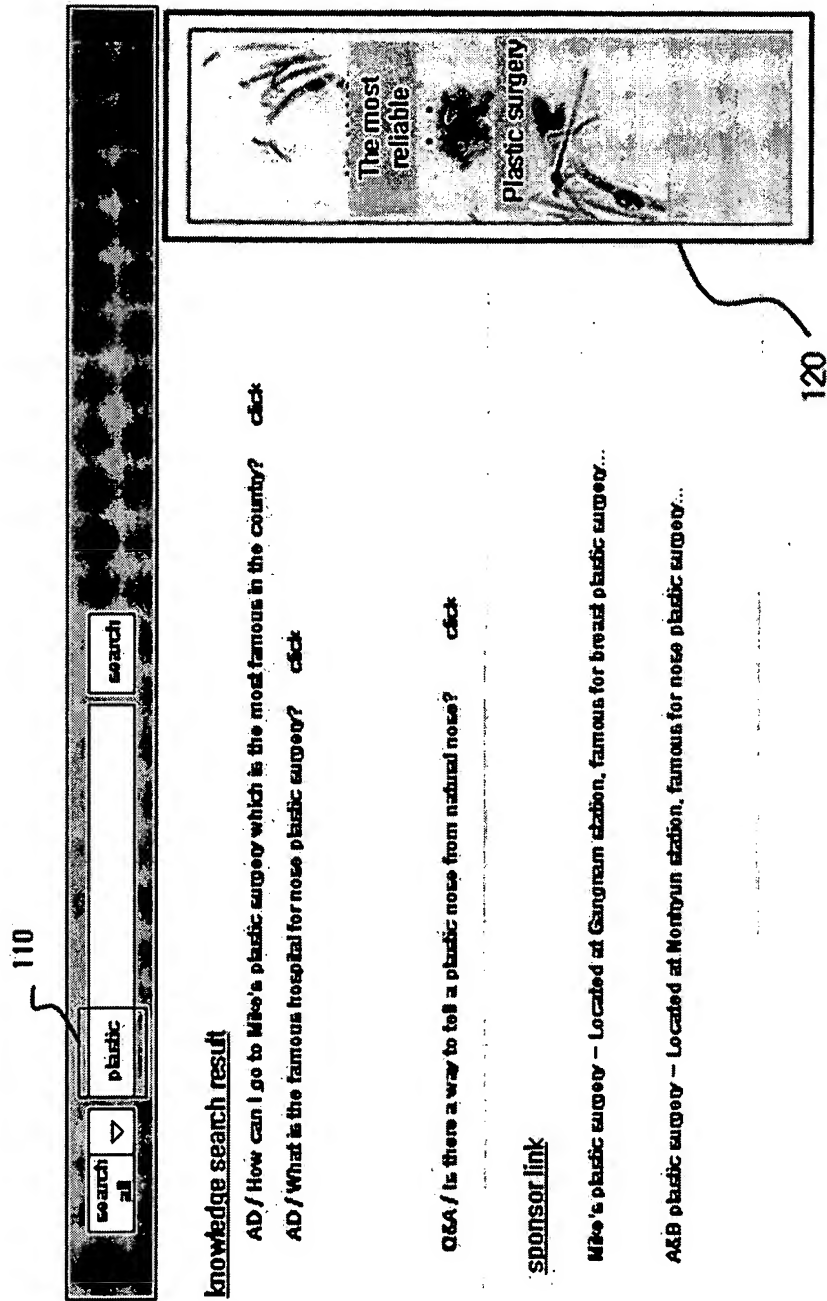 110
search
all
plastic
search
knowledge search result
AD / How can I go to Mike's plastic surgery which is the most famous in the county? click
AD / What is the famous hospital for nose plastic surgery? click
Q&A / Is there a way to tell a plastic nose from natural nose? click
sponsor link
Mike's plastic surgery – Located at Gangnam station, famous for breast plastic surgery...
A&B plastic surgery – Located at Nonhyun station, famous for nose plastic surgery...
The most
reliable
Plastic surgery
120